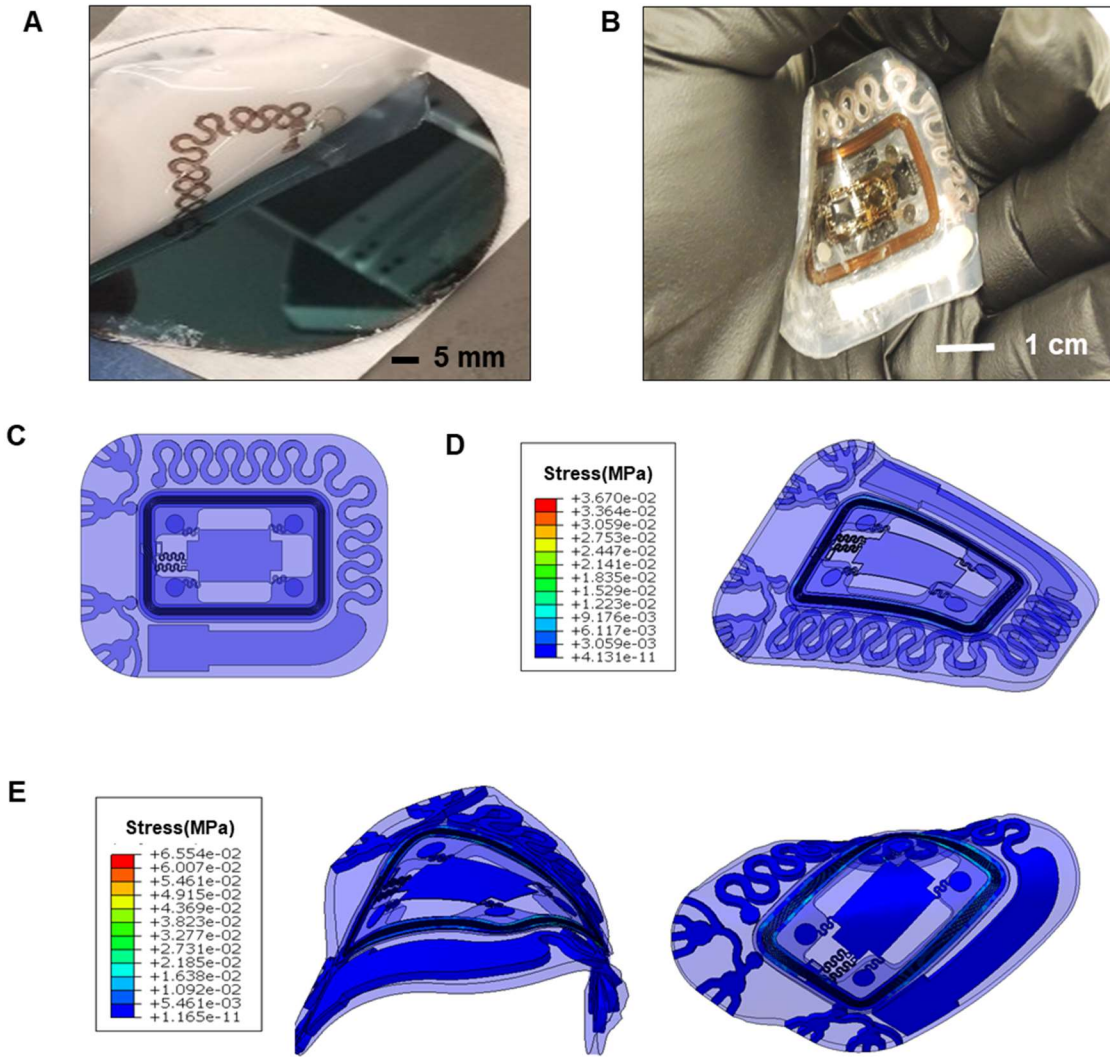 A
B
5 mm
1 cm
C
D
Stress(MPa)
+3.670e-02
+3.364e-02
+3.059e-02
+2.753e-02
+2.447e-02
+2.141e-02
+1.835e-02
+1.529e-02
+1.223e-02
+9.176e-03
+6.117e-03
+3.059e-03
+4.131e-11
E
Stress(MPa)
+6.554e-02
+6.007e-02
+5.461e-02
+4.915e-02
+4.369e-02
+3.823e-02
+3.277e-02
+2.731e-02
+2.185e-02
+1.638e-02
+1.092e-02
+5.461e-03
+1.165e-11